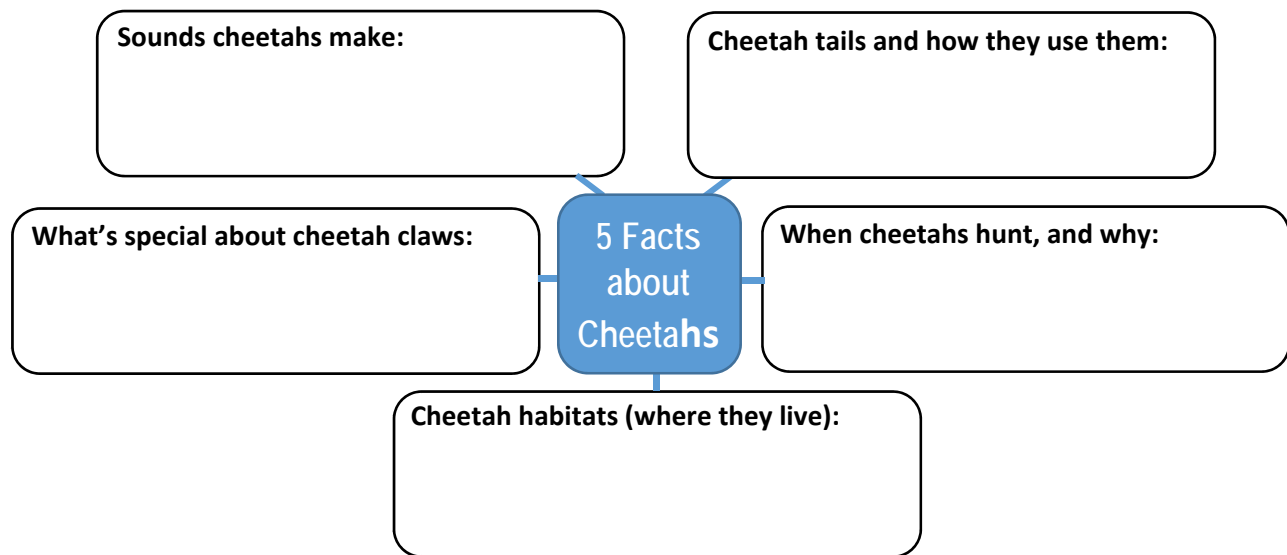 Sounds cheetahs make:
Cheetah tails and how they use them:
What's special about cheetah claws:
5 Facts
about
Cheetahs
When cheetahs hunt, and why:
Cheetah habitats (where they live):